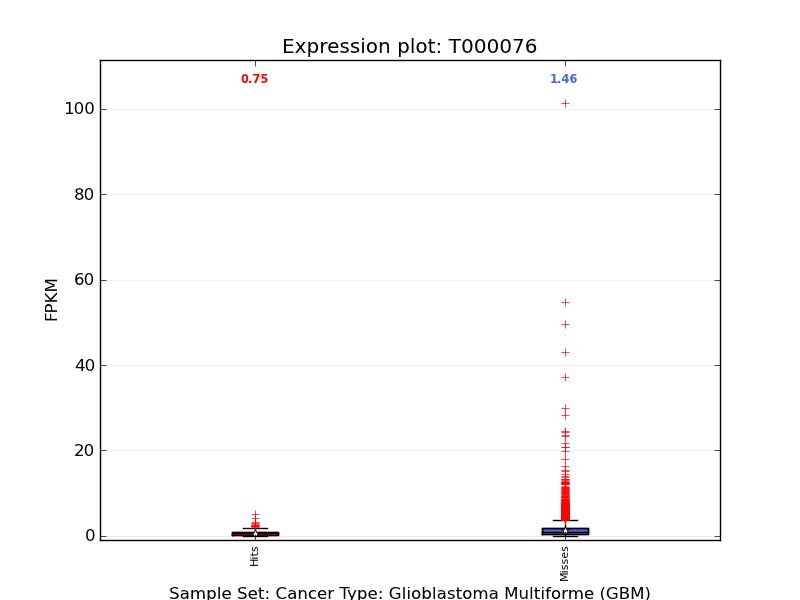 Expression plot: T000076
0.75
1.46
100
80
60
40
20
0
FPKM
Hits
Misses
Sample Set: Cancer Type: Glioblastoma Multiforme (GBM)